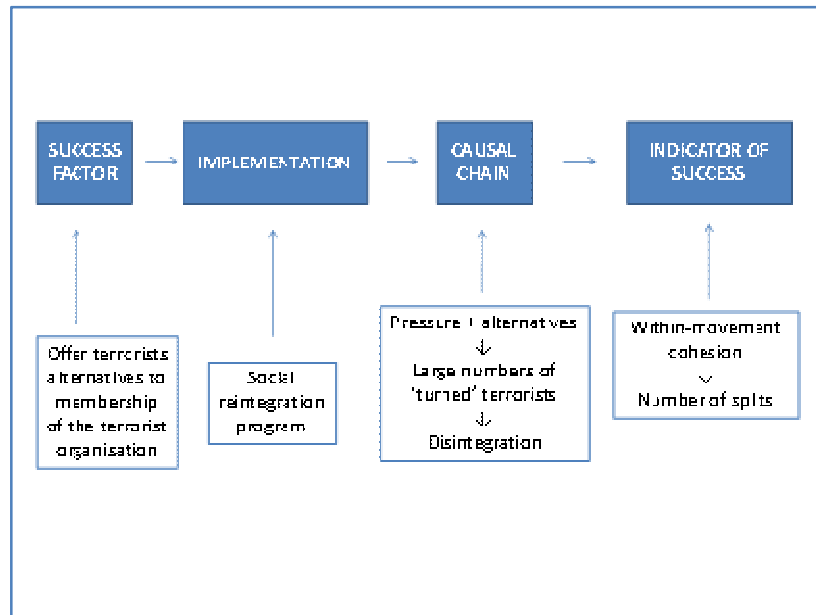 SUCCESS
FACTOR
IMPLEMENTATION
CAUSAL
CHAIN
INDICATOR OF
SUCCESS
Offer terrorists
alternatives to
membership
of the terrorist
organisation
Social
reintegration
program
Pressure + alternatives
↓
Large numbers of
'turned' terrorists
↓
Disintegration
Within-movement
cohesion
Number of splits